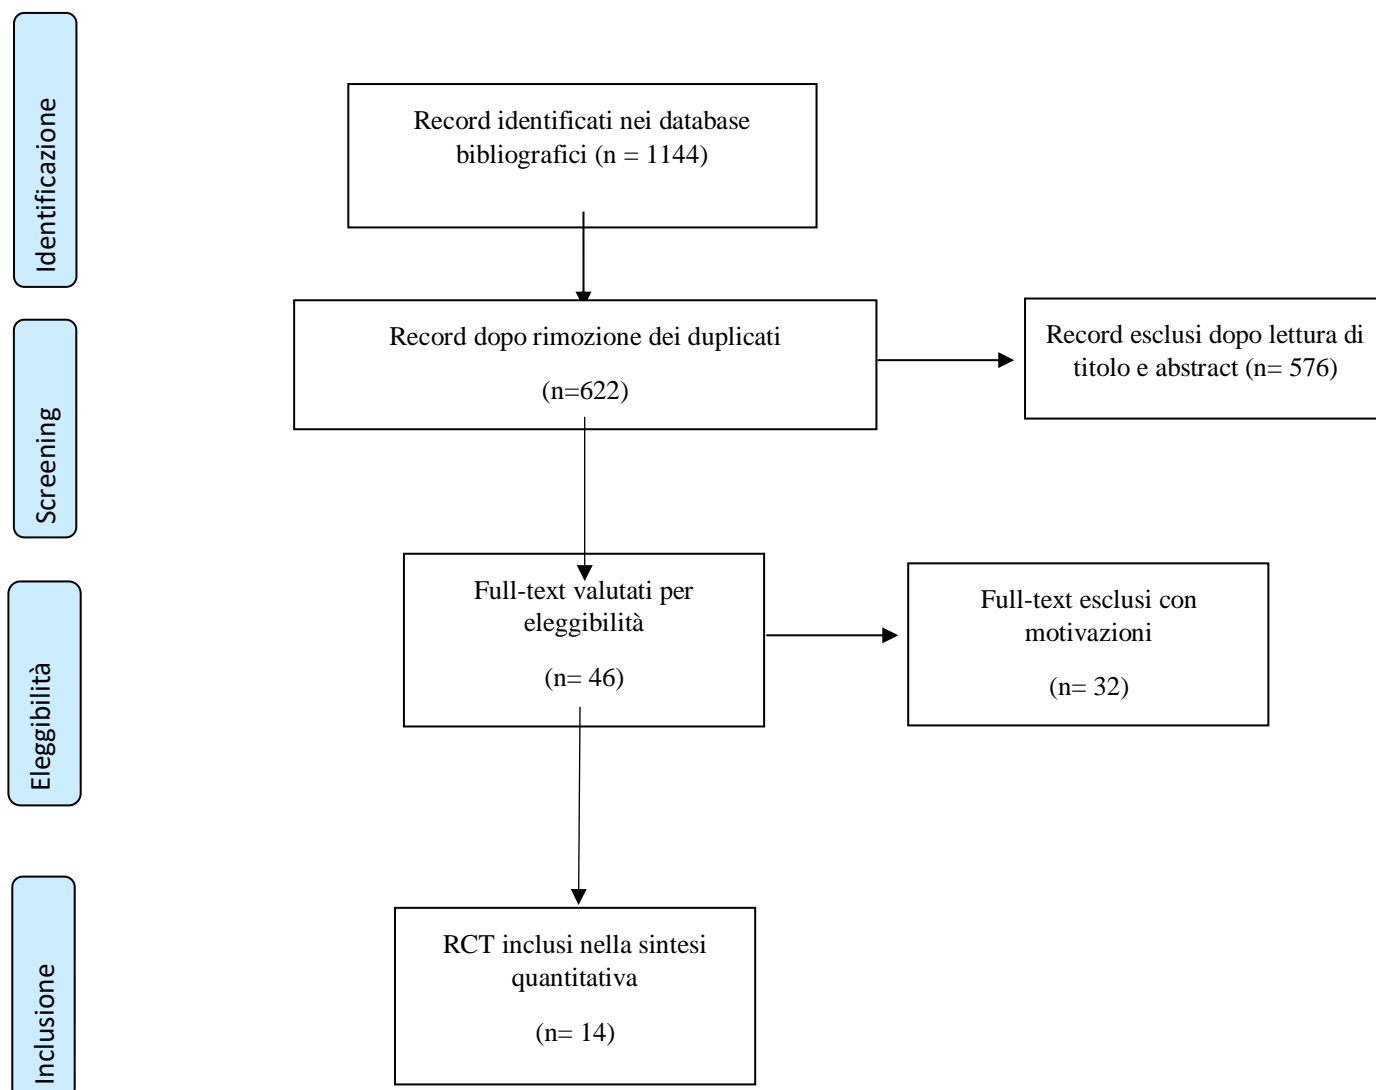 Identificazione
Record identificati nei database
bibliografici (n = 1144)
Screening
Record dopo rimozione dei duplicati
(n=622)
Record esclusi dopo lettura di
titolo e abstract (n= 576)
Eleggibilità
Full-text valutati per
eleggibilità
(n= 46)
Full-text esclusi con
motivazioni
(n= 32)
Inclusione
RCT inclusi nella sintesi
quantitativa
(n= 14)